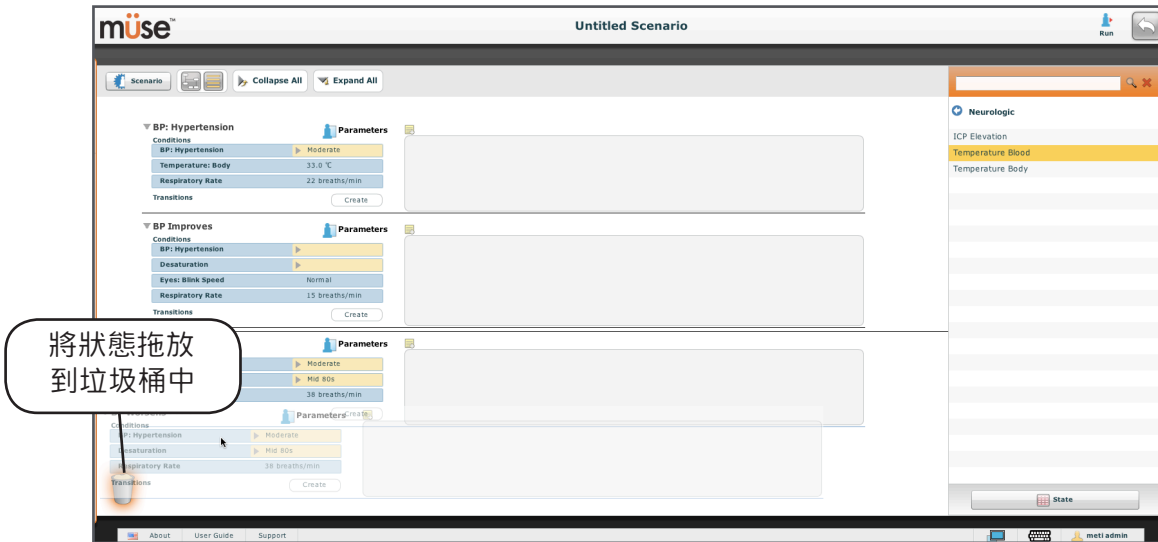 müse™
Untitled Scenario
Run
Scenario
Collapse All
Expand All
BP: Hypertension
Parameters
Conditions
BP: Hypertension Moderate
Temperature: Body 33.0 °C
Respiratory Rate 22 breaths/min
Transitions
Create
BP Improves
Parameters
Conditions
BP: Hypertension
Desaturation
Eyes: Blink Speed Normal
Respiratory Rate 15 breaths/min
Transitions
Create
將狀態拖放
到垃圾桶中
Parameters
Moderate
Mid 80s
38 breaths/min
Create
Parameters
Conditions
BP: Hypertension Moderate
Desaturation Mid 80s
Respiratory Rate 38 breaths/min
Transitions
Create
Neurologic
ICP Elevation
Temperature Blood
Temperature Body
State
About User Guide Support
meti admin